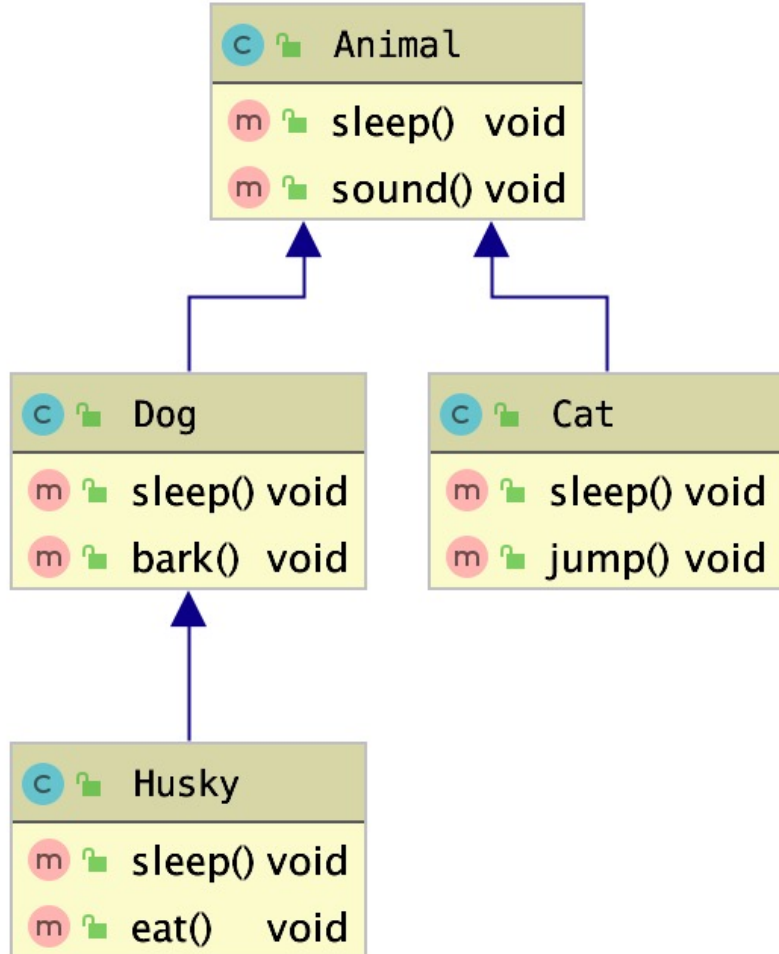 c Animal
m sleep() void
m sound() void
c Dog
m sleep() void
m bark() void
c Cat
m sleep() void
m jump() void
c Husky
m sleep() void
m eat() void